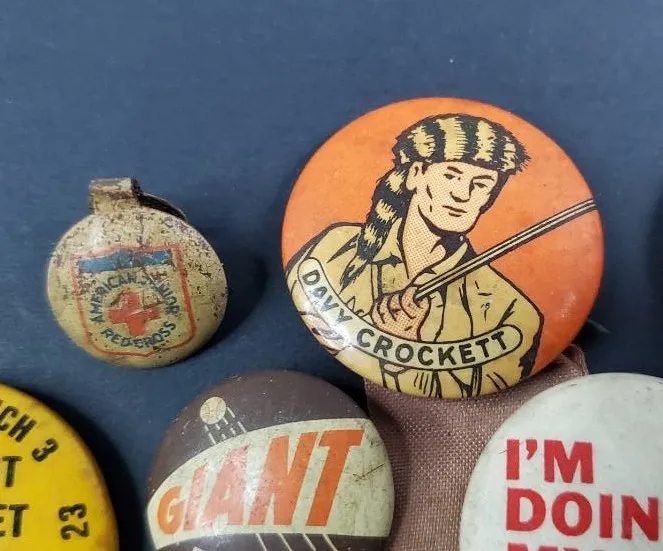 AMERICAN JUNIOR
RED CROSS
DAVY CROCKETT
CH 3
T
ET
23
GIANT
I'M
DOIN